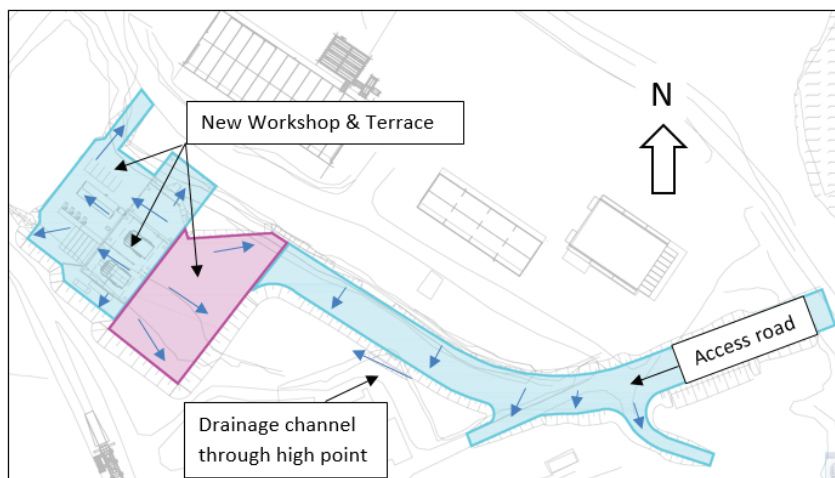 N
New Workshop & Terrace
Access road
Drainage channel
through high point